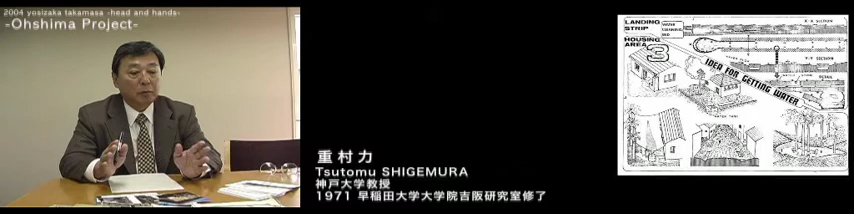 2004 yosizaka takamasa -head and hands-
-Ohshima Project-
重村力
Tsutomu SHIGEMURA
神戸大学教授
1971 早稲田大学大学院吉阪研究室修了
LANDING
STRIP
HOUSING
AREA
3
IDEA FOR GETTING WATER